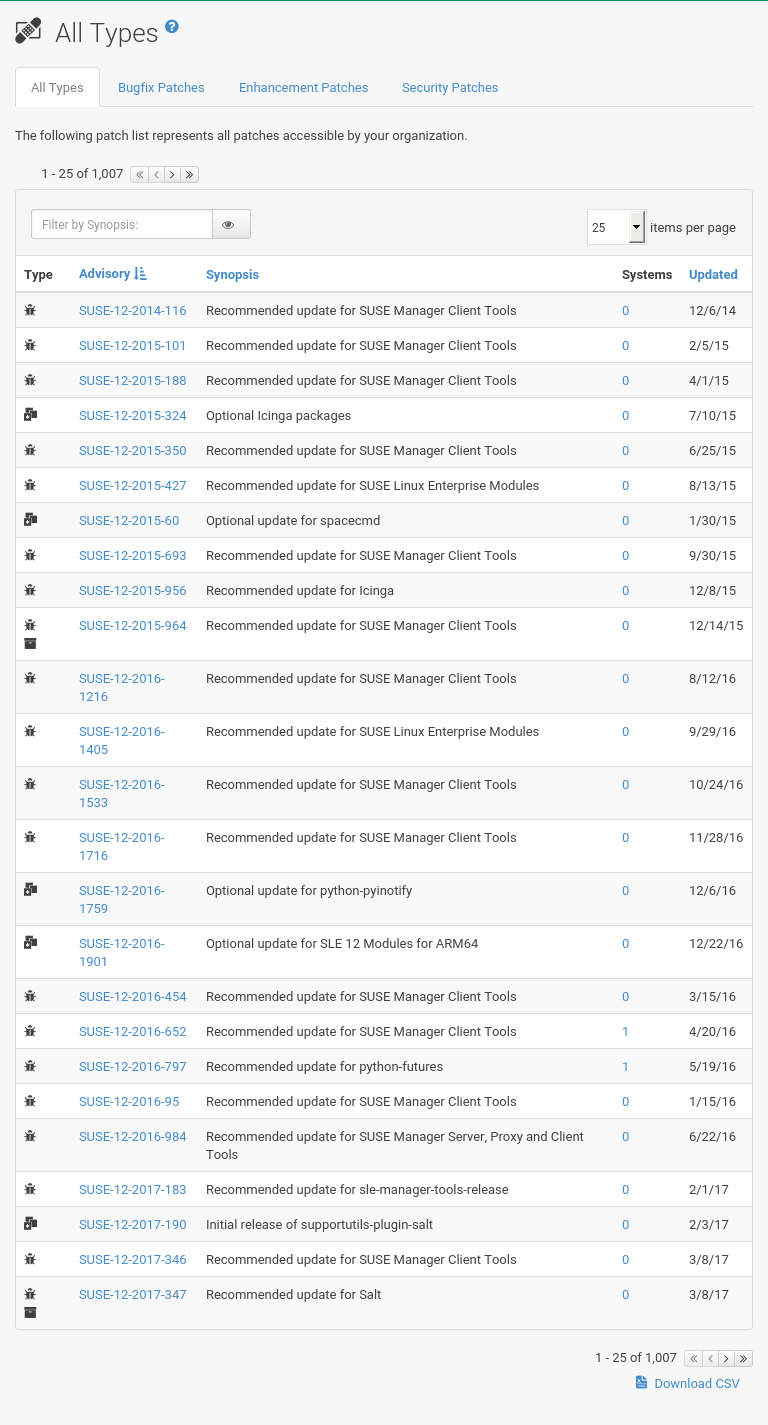 All Types ?
All Types Bugfix Patches Enhancement Patches Security Patches
The following patch list represents all patches accessible by your organization.
1 - 25 of 1,007
Filter by Synopsis: 25 items per page
Type Advisory Synopsis Systems Updated
SUSE-12-2014-116 Recommended update for SUSE Manager Client Tools 0 12/6/14
SUSE-12-2015-101 Recommended update for SUSE Manager Client Tools 0 2/5/15
SUSE-12-2015-188 Recommended update for SUSE Manager Client Tools 0 4/1/15
SUSE-12-2015-324 Optional Icinga packages 0 7/10/15
SUSE-12-2015-350 Recommended update for SUSE Manager Client Tools 0 6/25/15
SUSE-12-2015-427 Recommended update for SUSE Linux Enterprise Modules 0 8/13/15
SUSE-12-2015-60 Optional update for spacecmd 0 1/30/15
SUSE-12-2015-693 Recommended update for SUSE Manager Client Tools 0 9/30/15
SUSE-12-2015-956 Recommended update for Icinga 0 12/8/15
SUSE-12-2015-964 Recommended update for SUSE Manager Client Tools 0 12/14/15
SUSE-12-2016- Recommended update for SUSE Manager Client Tools 0 8/12/16
1216
SUSE-12-2016- Recommended update for SUSE Linux Enterprise Modules 0 9/29/16
1405
SUSE-12-2016- Recommended update for SUSE Manager Client Tools 0 10/24/16
1533
SUSE-12-2016- Recommended update for SUSE Manager Client Tools 0 11/28/16
1716
SUSE-12-2016- Optional update for python-pyinotify 0 12/6/16
1759
SUSE-12-2016- Optional update for SLE 12 Modules for ARM64 0 12/22/16
1901
SUSE-12-2016-454 Recommended update for SUSE Manager Client Tools 0 3/15/16
SUSE-12-2016-652 Recommended update for SUSE Manager Client Tools 1 4/20/16
SUSE-12-2016-797 Recommended update for python-futures 1 5/19/16
SUSE-12-2016-95 Recommended update for SUSE Manager Client Tools 0 1/15/16
SUSE-12-2016-984 Recommended update for SUSE Manager Server, Proxy and Client 0 6/22/16
Tools
SUSE-12-2017-183 Recommended update for sle-manager-tools-release 0 2/1/17
SUSE-12-2017-190 Initial release of supportutils-plugin-salt 0 2/3/17
SUSE-12-2017-346 Recommended update for SUSE Manager Client Tools 0 3/8/17
SUSE-12-2017-347 Recommended update for Salt 0 3/8/17
1 - 25 of 1,007
Download CSV